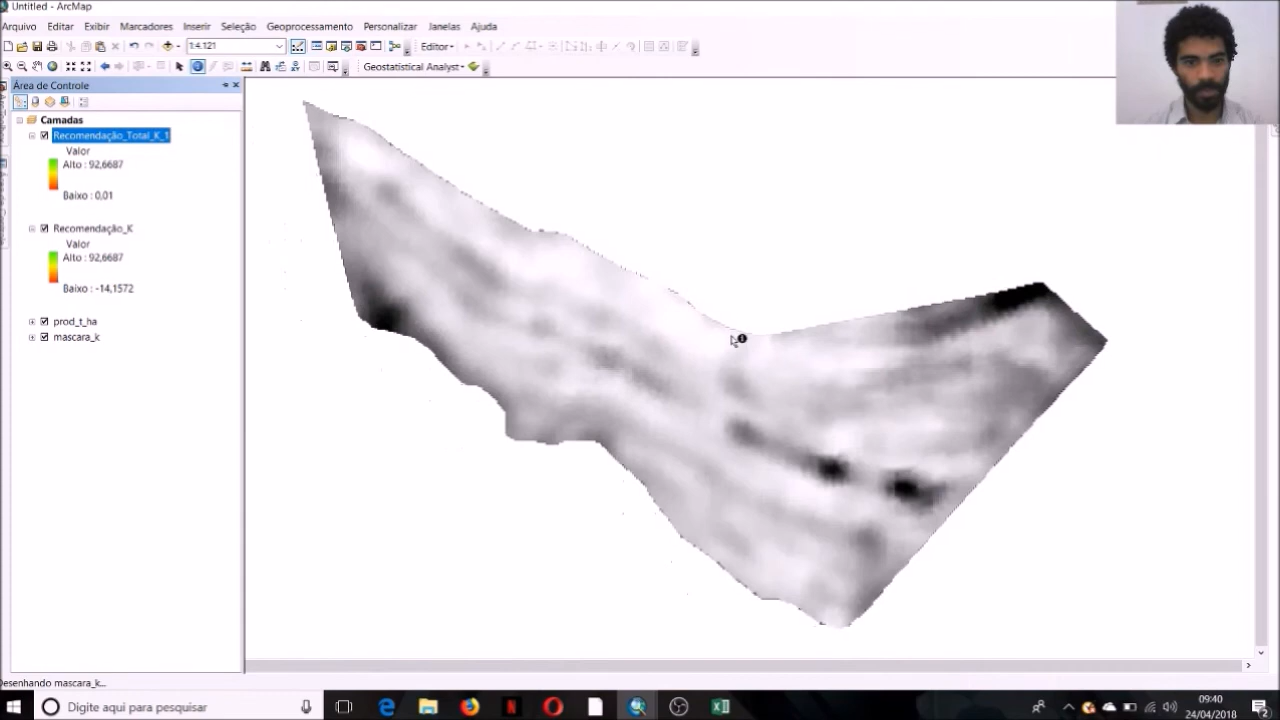 Untitled - ArcMap
Arquivo Editar Exibir Marcadores Inserir Seleção Geoprocessamento Personalizar Janelas Ajuda
1:4.121 Editor
Geostatistical Analyst
Área de Controle
Camadas
Recomendação_Total_K_1
Valor
Alto : 92,6687
Baixo : 0,01
Recomendação_K
Valor
Alto : 92,6687
Baixo : -14,1572
prod_t_ha
mascara_k
Desenhando mascara_k...
Digite aqui para pesquisar
09:40
24/04/2018